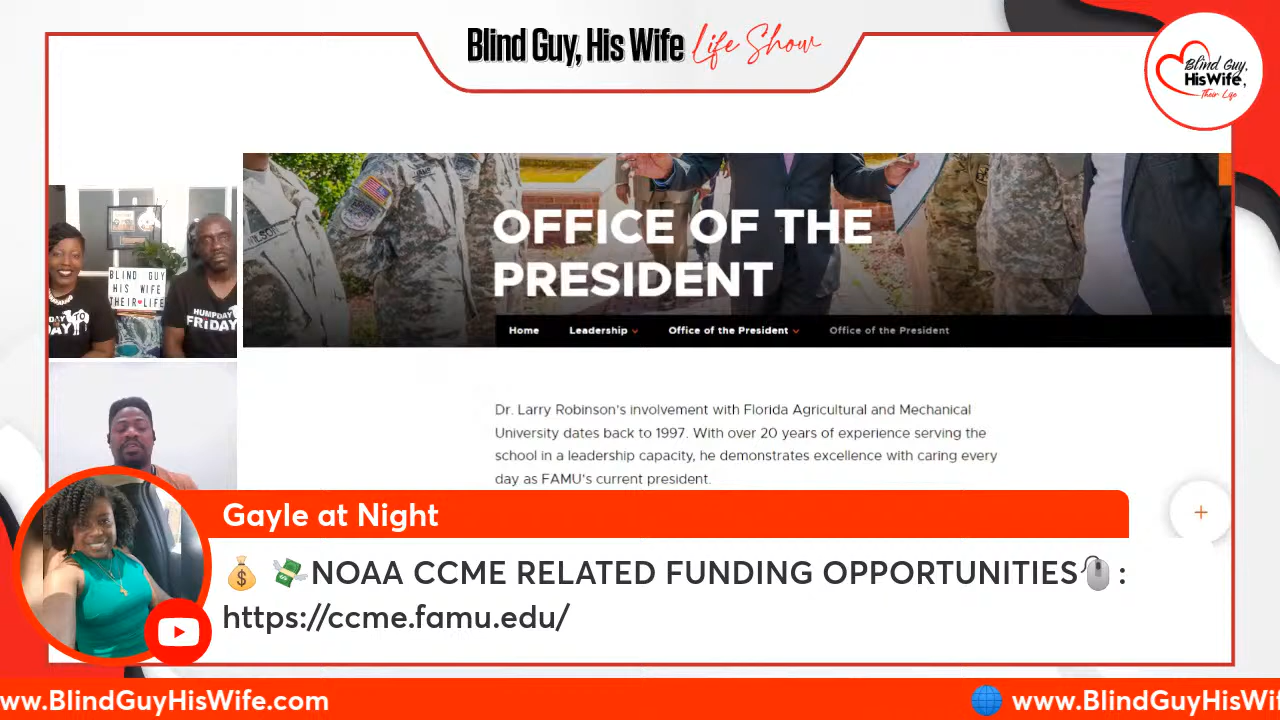 Blind Guy, His Wife Life Show
Blind Guy,
His Wife,
Their Life
BLIND GUY
HIS WIFE
THEIR LIFE
HUMPDAY
FRIDAY
OFFICE OF THE
PRESIDENT
Home Leadership Office of the President Office of the President
Dr. Larry Robinson's involvement with Florida Agricultural and Mechanical
University dates back to 1997. With over 20 years of experience serving the
school in a leadership capacity, he demonstrates excellence with caring every
day as FAMU's current president.
+
Gayle at Night
💰 💸NOAA CCME RELATED FUNDING OPPORTUNITIES🖱️ :
https://ccme.famu.edu/
ww.BlindGuyHisWife.com
🌐 www.BlindGuyHisWif